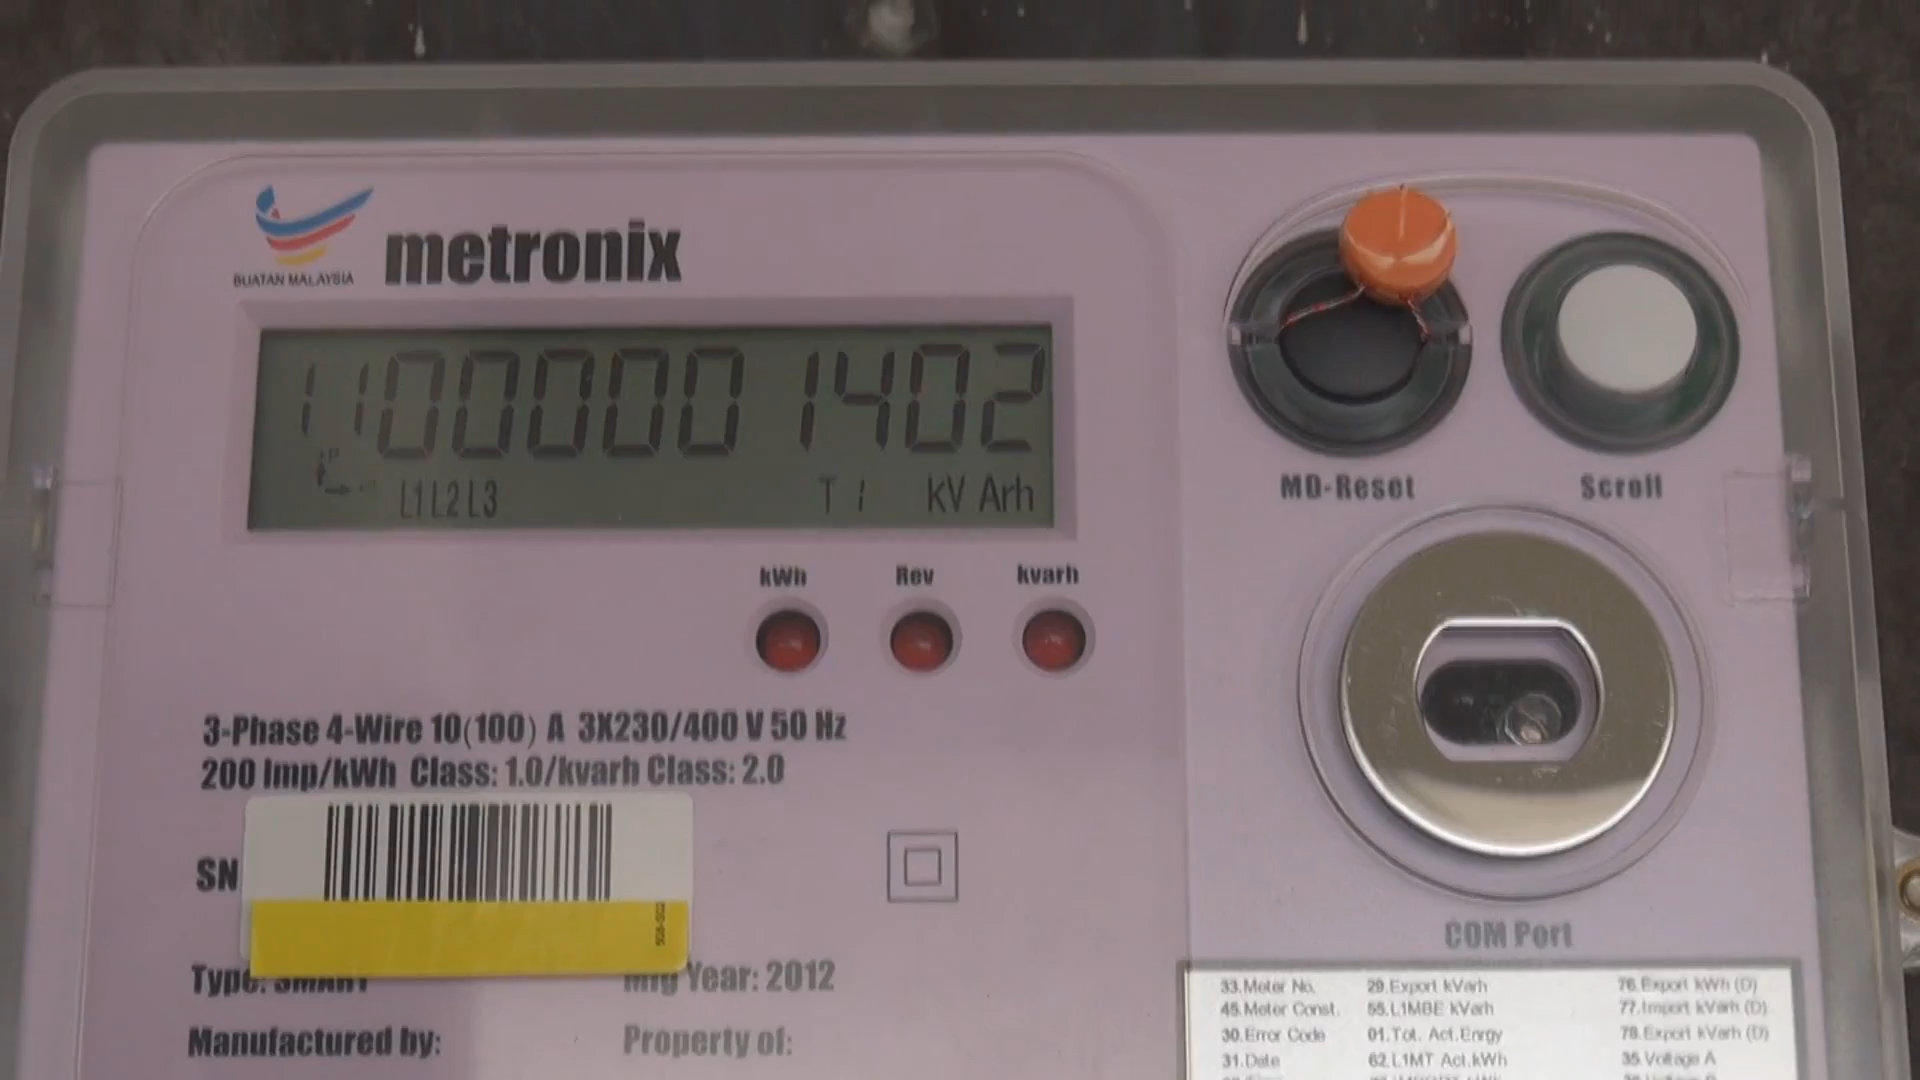 BUATAN MALAYSIA
metronix
11 000001402
L1L2L3 T1 kVArh
kWh Rev kvarh
MD-Reset Scroll
3-Phase 4-Wire 10(100) A 3X230/400 V 50 Hz
200 Imp/kWh Class: 1.0/kvarh Class: 2.0
SN
COM Port
Type: SMART Mfg Year: 2012
Manufactured by: Property of:
33.Meter No. 29.Export kVarh 76.Export kWh (D)
45.Meter Const. 55.L1MBE kVarh 77.Import kVarh (D)
30.Error Code 01.Tot. Act.Enrgy 78.Export kVarh (D)
31.Date 62.L1MT Act.kWh 35.Voltage A